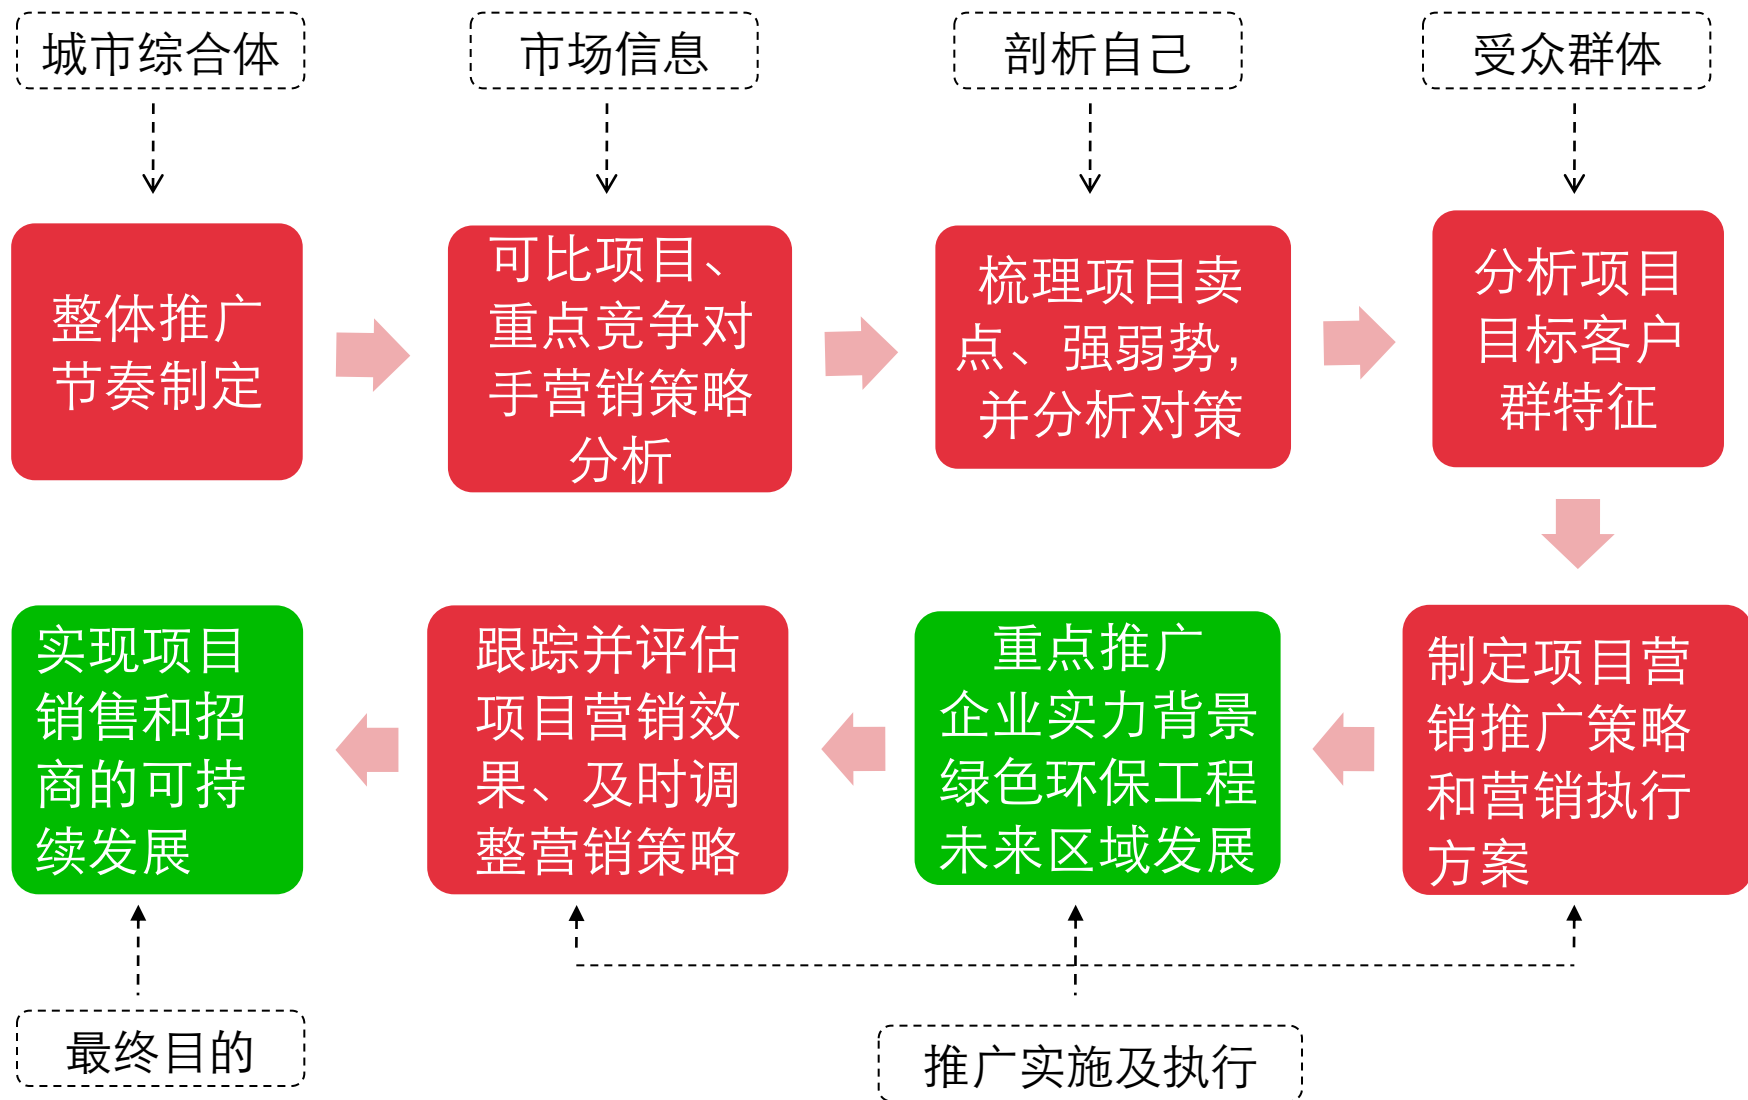 城市综合体
市场信息
剖析自己
受众群体
整体推广
节奏制定
可比项目、
重点竞争对
手营销策略
分析
梳理项目卖
点、强弱势，
并分析对策
分析项目
目标客户
群特征
实现项目
销售和招
商的可持
续发展
跟踪并评估
项目营销效
果、及时调
整营销策略
重点推广
企业实力背景
绿色环保工程
未来区域发展
制定项目营
销推广策略
和营销执行
方案
最终目的
推广实施及执行